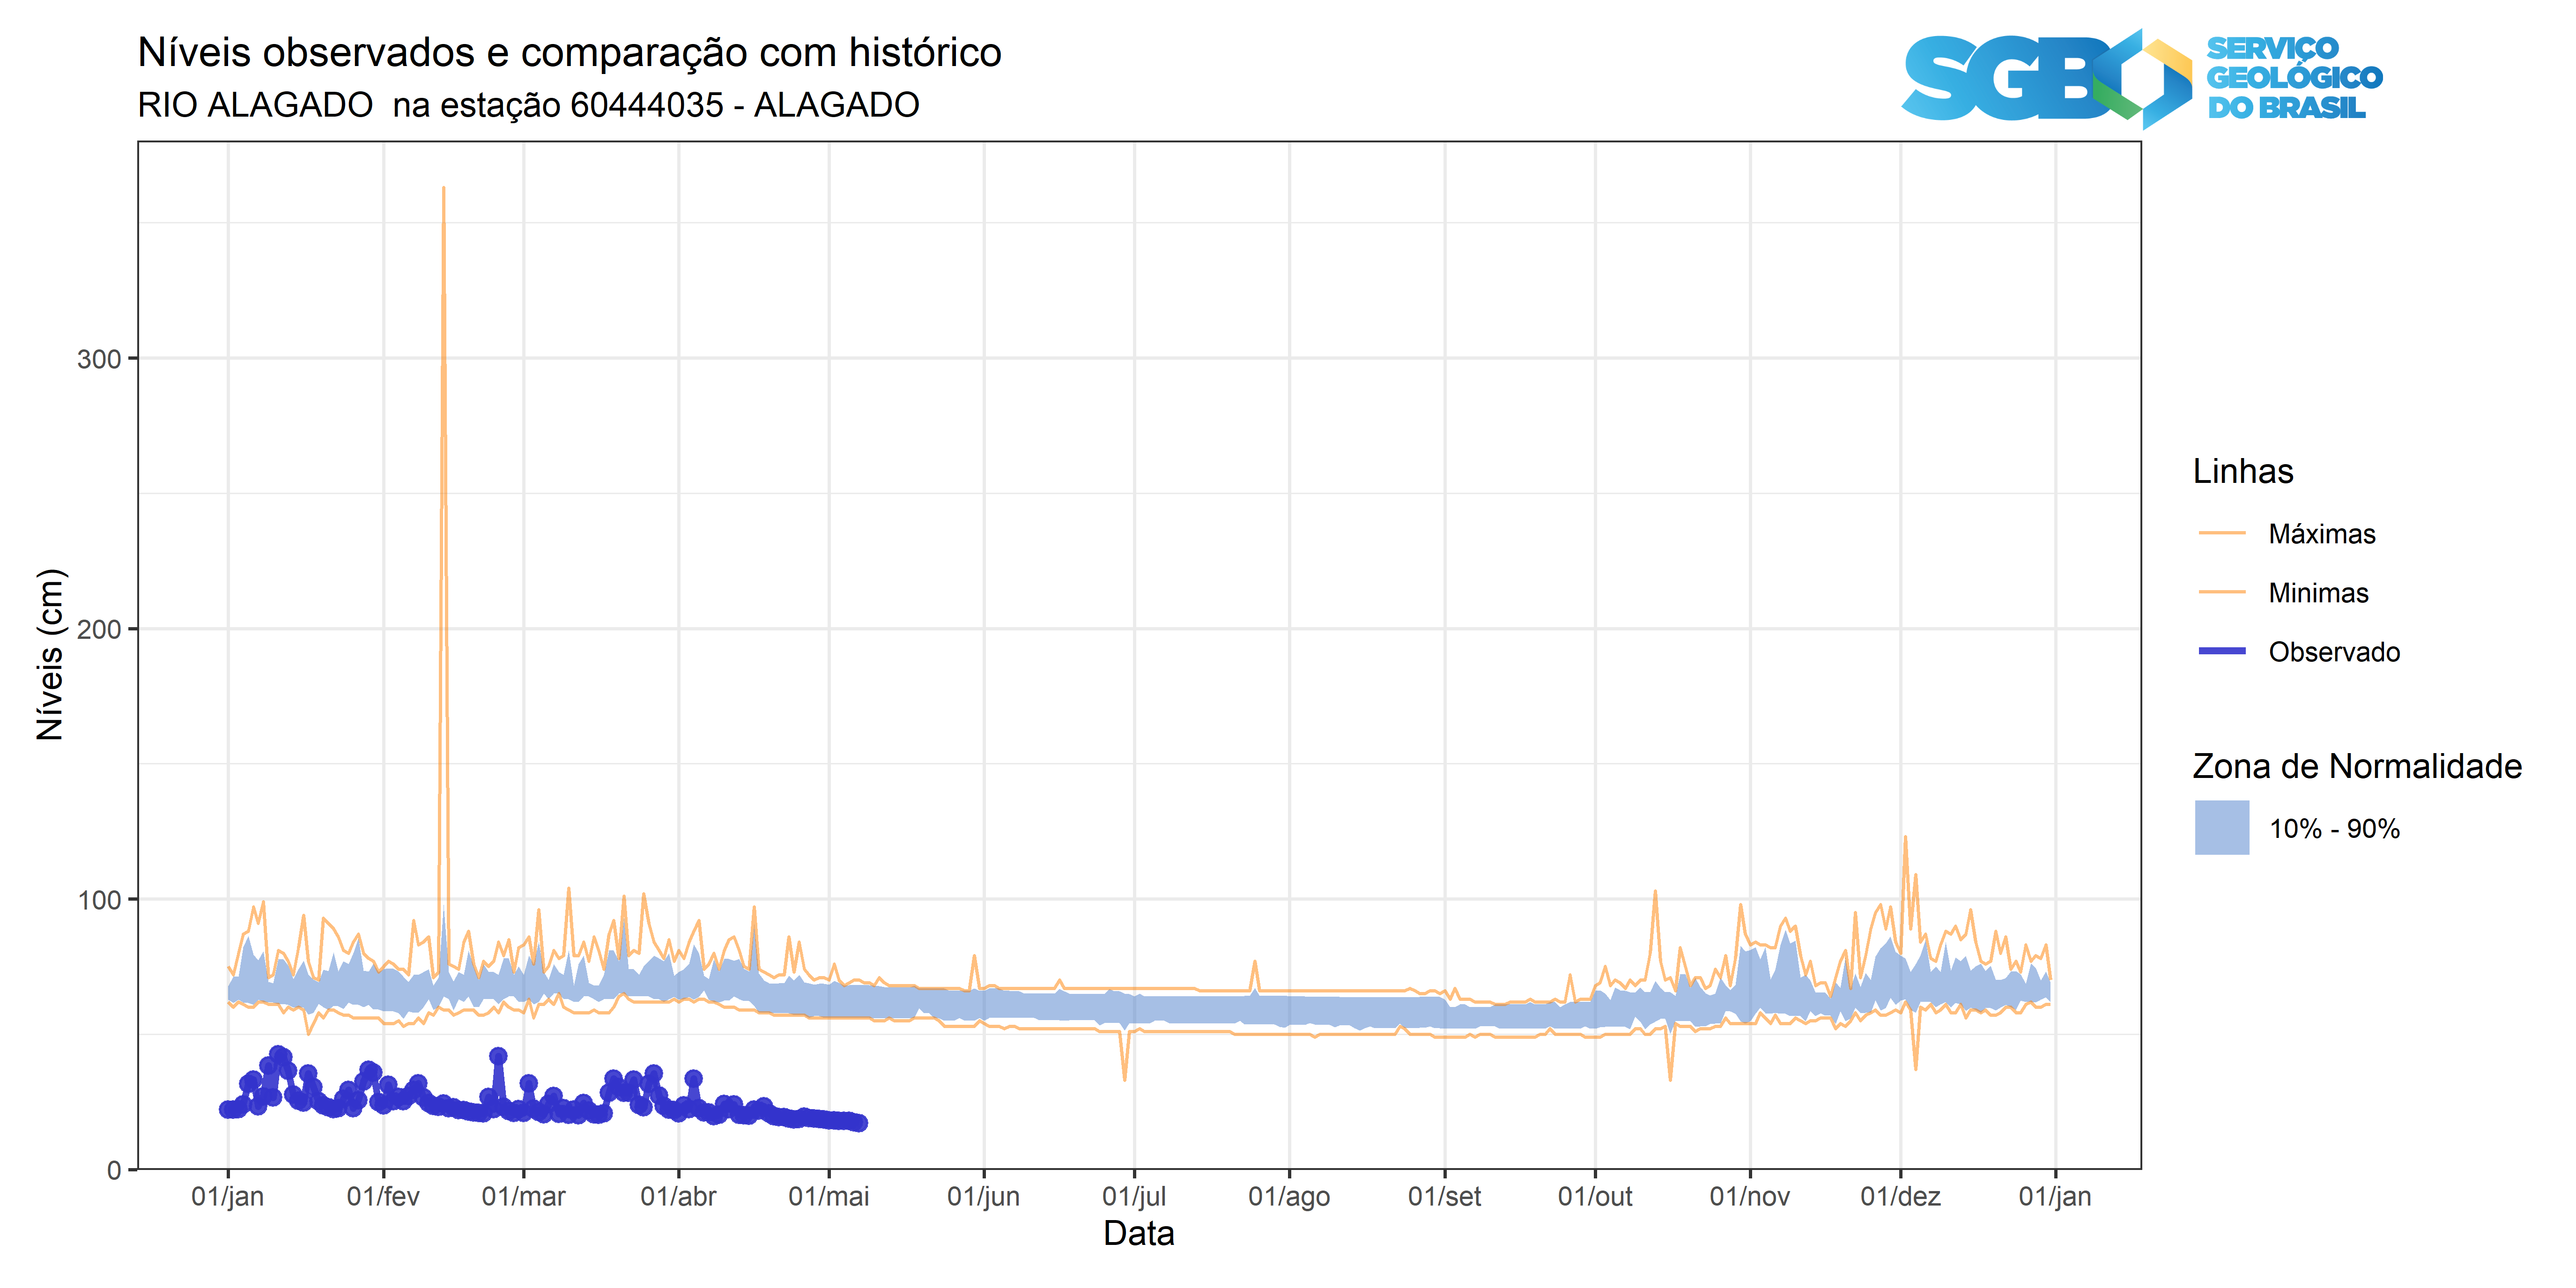 Níveis observados e comparação com histórico
RIO ALAGADO  na estação 60444035 - ALAGADO
SGB
SERVIÇO
GEOLÓGICO
DO BRASIL
Níveis (cm)
300
200
100
0
01/jan
01/fev
01/mar
01/abr
01/mai
01/jun
01/jul
01/ago
01/set
01/out
01/nov
01/dez
01/jan
Data
Linhas
Máximas
Minimas
Observado
Zona de Normalidade
10% - 90%